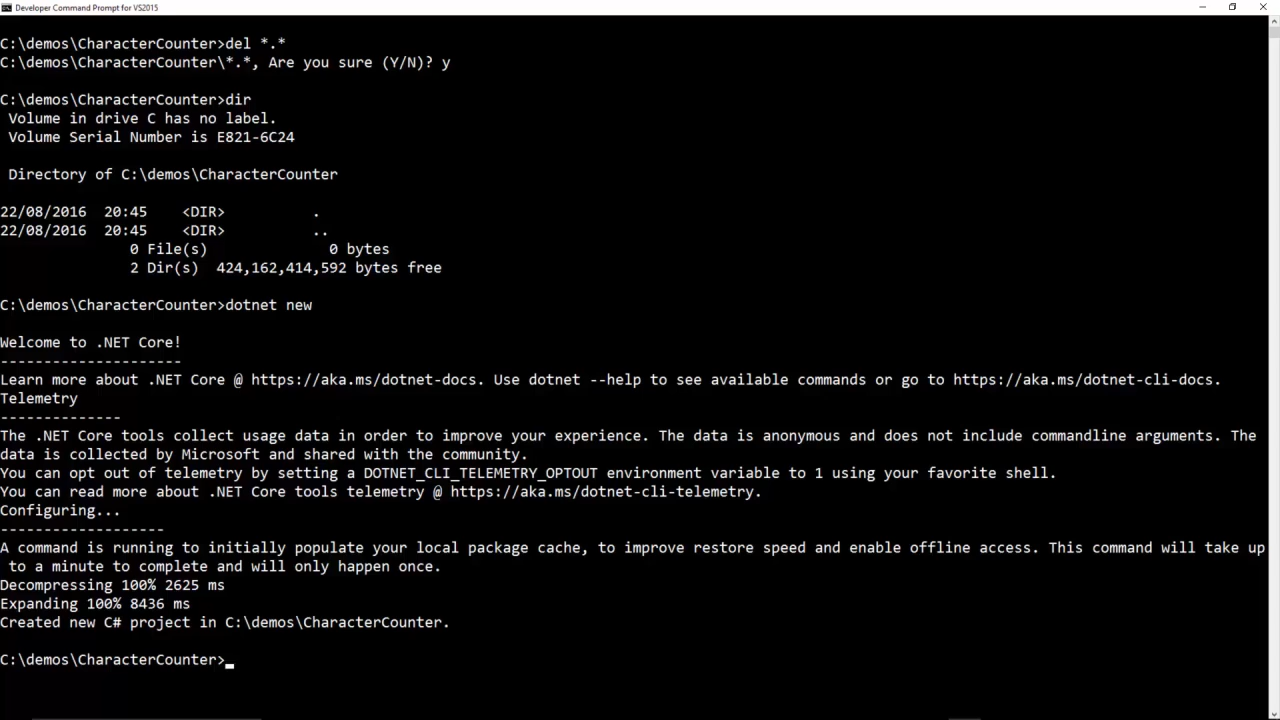 Developer Command Prompt for VS2015
C:\demos\CharacterCounter>del *.*
C:\demos\CharacterCounter\*.*, Are you sure (Y/N)? y
C:\demos\CharacterCounter>dir
 Volume in drive C has no label.
 Volume Serial Number is E821-6C24
 Directory of C:\demos\CharacterCounter
22/08/2016  20:45    <DIR>          .
22/08/2016  20:45    <DIR>          ..
               0 File(s)              0 bytes
               2 Dir(s)  424,162,414,592 bytes free
C:\demos\CharacterCounter>dotnet new
Welcome to .NET Core!
---------------------
Learn more about .NET Core @ https://aka.ms/dotnet-docs. Use dotnet --help to see available commands or go to https://aka.ms/dotnet-cli-docs.
Telemetry
--------------
The .NET Core tools collect usage data in order to improve your experience. The data is anonymous and does not include commandline arguments. The
data is collected by Microsoft and shared with the community.
You can opt out of telemetry by setting a DOTNET_CLI_TELEMETRY_OPTOUT environment variable to 1 using your favorite shell.
You can read more about .NET Core tools telemetry @ https://aka.ms/dotnet-cli-telemetry.
Configuring...
-------------------
A command is running to initially populate your local package cache, to improve restore speed and enable offline access. This command will take up
 to a minute to complete and will only happen once.
Decompressing 100% 2625 ms
Expanding 100% 8436 ms
Created new C# project in C:\demos\CharacterCounter.
C:\demos\CharacterCounter>_